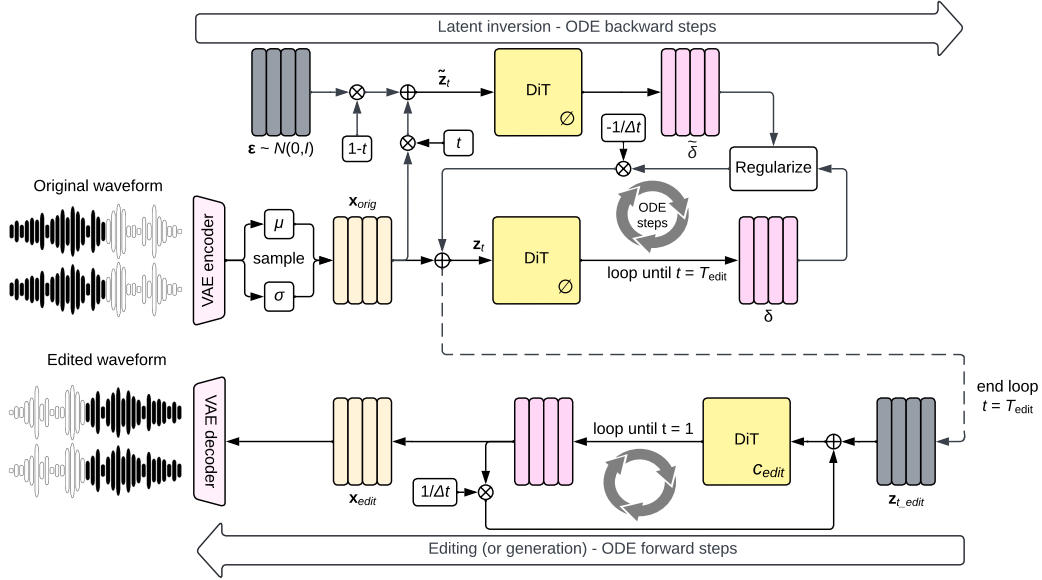 Latent inversion - ODE backward steps
z̃t
DiT
∅
-1/Δt
ε ~ N(0,I)
1-t
t
δ̃
Regularize
Original waveform
xorig
ODE
steps
VAE encoder
μ
sample
σ
zt
DiT
∅
loop until t = Tedit
δ
Edited waveform
end loop
t = Tedit
VAE decoder
loop until t = 1
DiT
cedit
1/Δt
xedit
zt_edit
Editing (or generation) - ODE forward steps